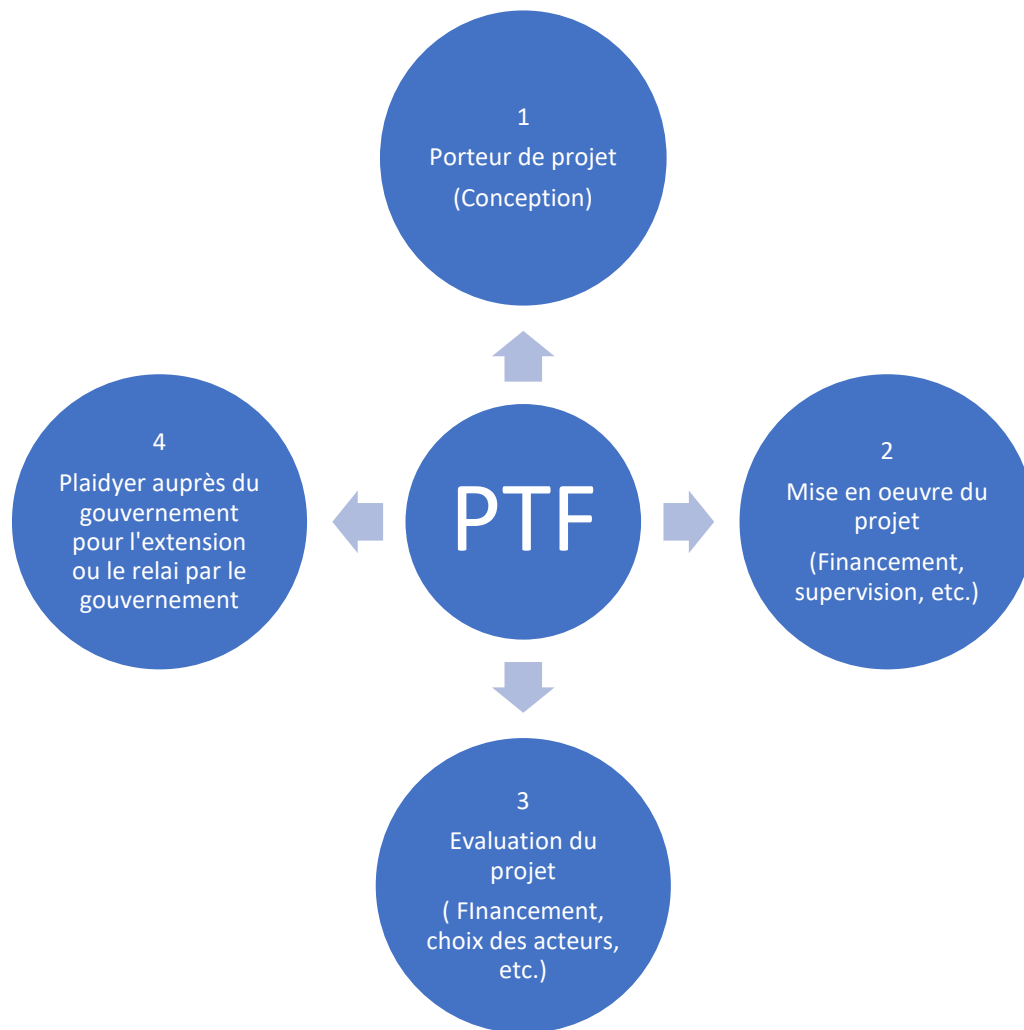 1
Porteur de projet
(Conception)
4
Plaidyer auprès du
gouvernement
pour l'extension
ou le relai par le
gouvernement
PTF
2
Mise en oeuvre du
projet
(Financement,
supervision, etc.)
3
Evaluation du
projet
( FInancement,
choix des acteurs,
etc.)